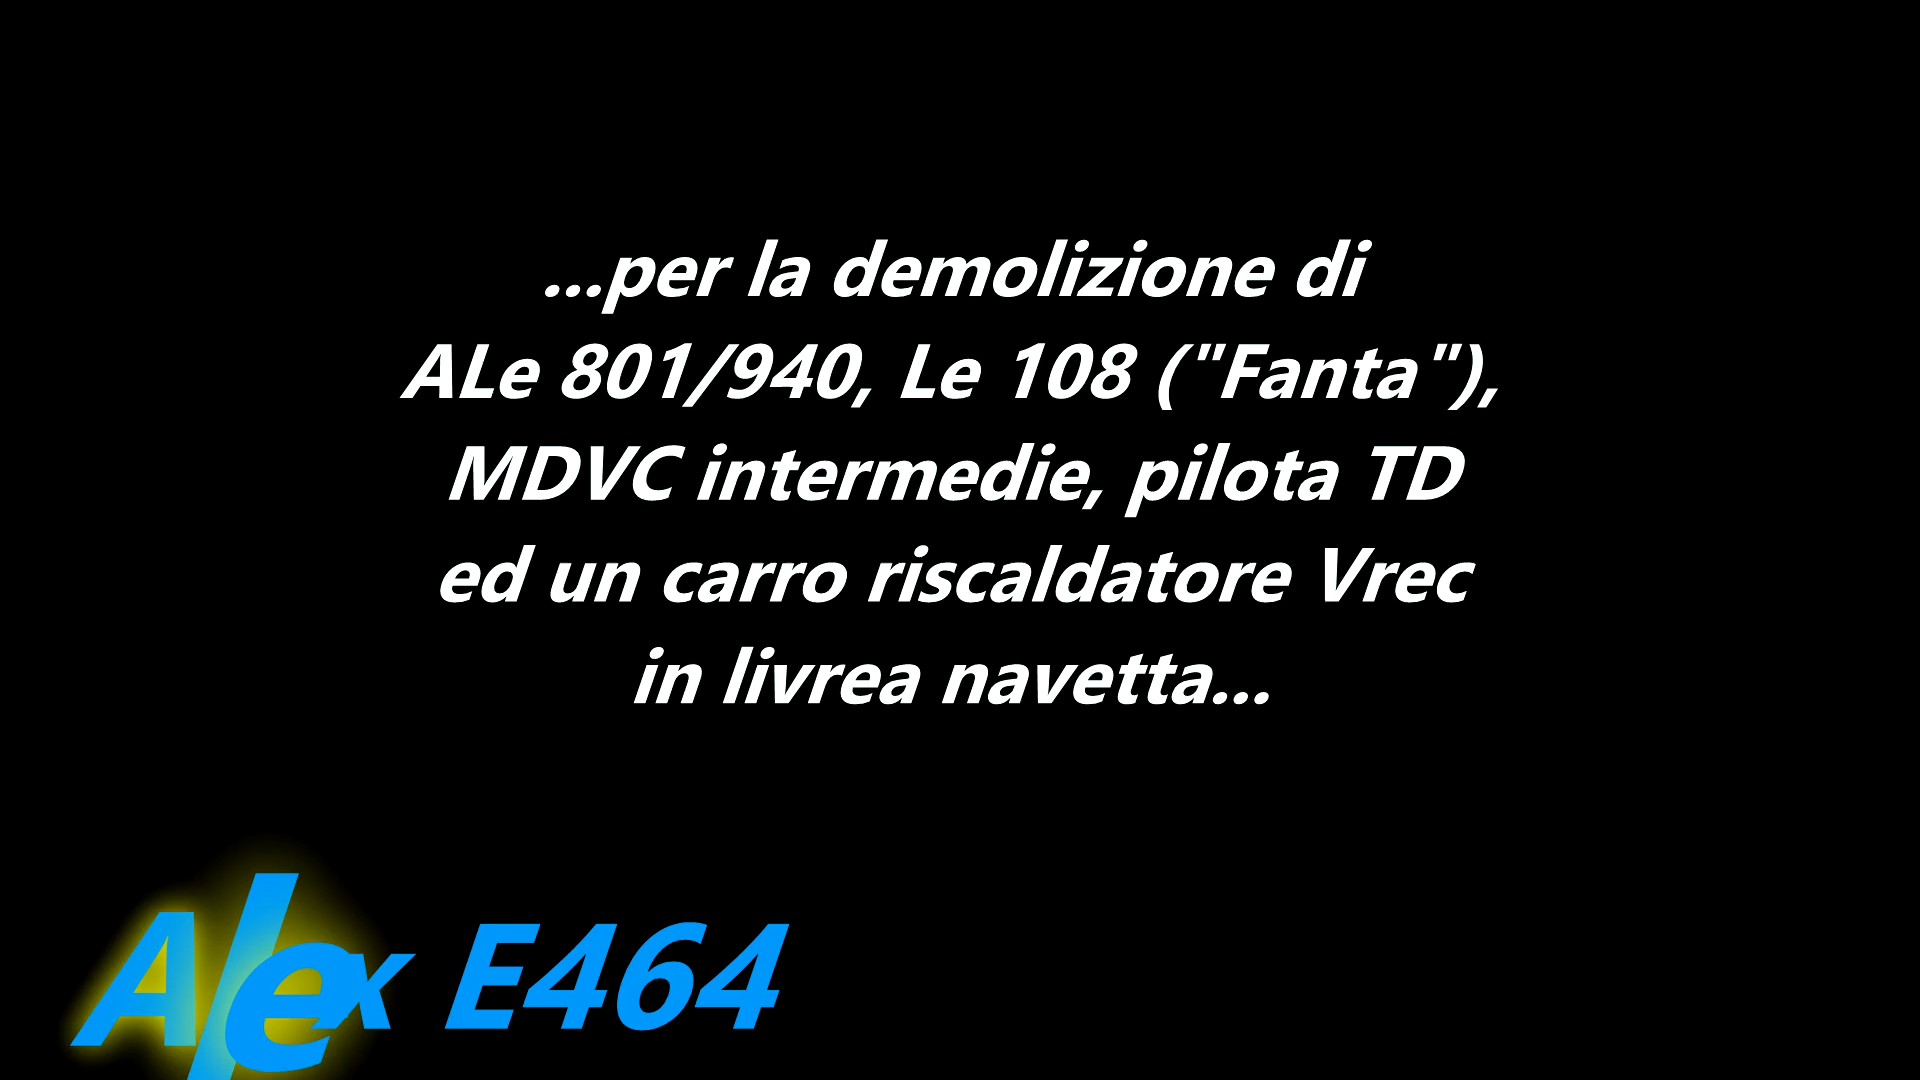 ...per la demolizione di
ALe 801/940, Le 108 ("Fanta"),
MDVC intermedie, pilota TD
ed un carro riscaldatore Vrec
in livrea navetta...
Alex E464